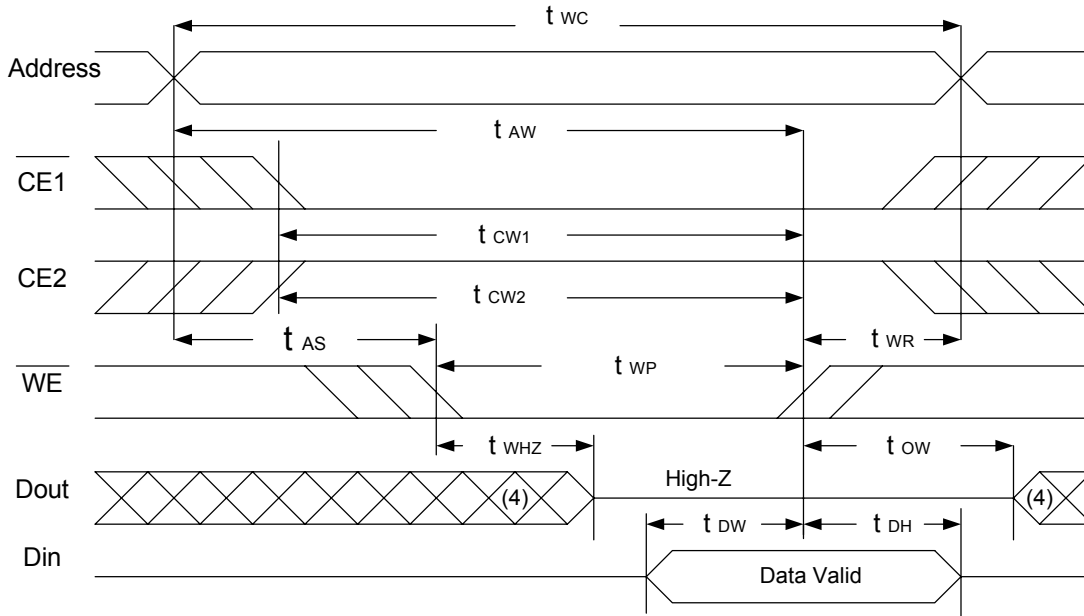 t WC
Address
t AW
CE1
t CW1
CE2
t CW2
t AS
t WR
WE
t WP
t WHZ
t OW
Dout
(4)
High-Z
(4)
t DW
t DH
Din
Data Valid